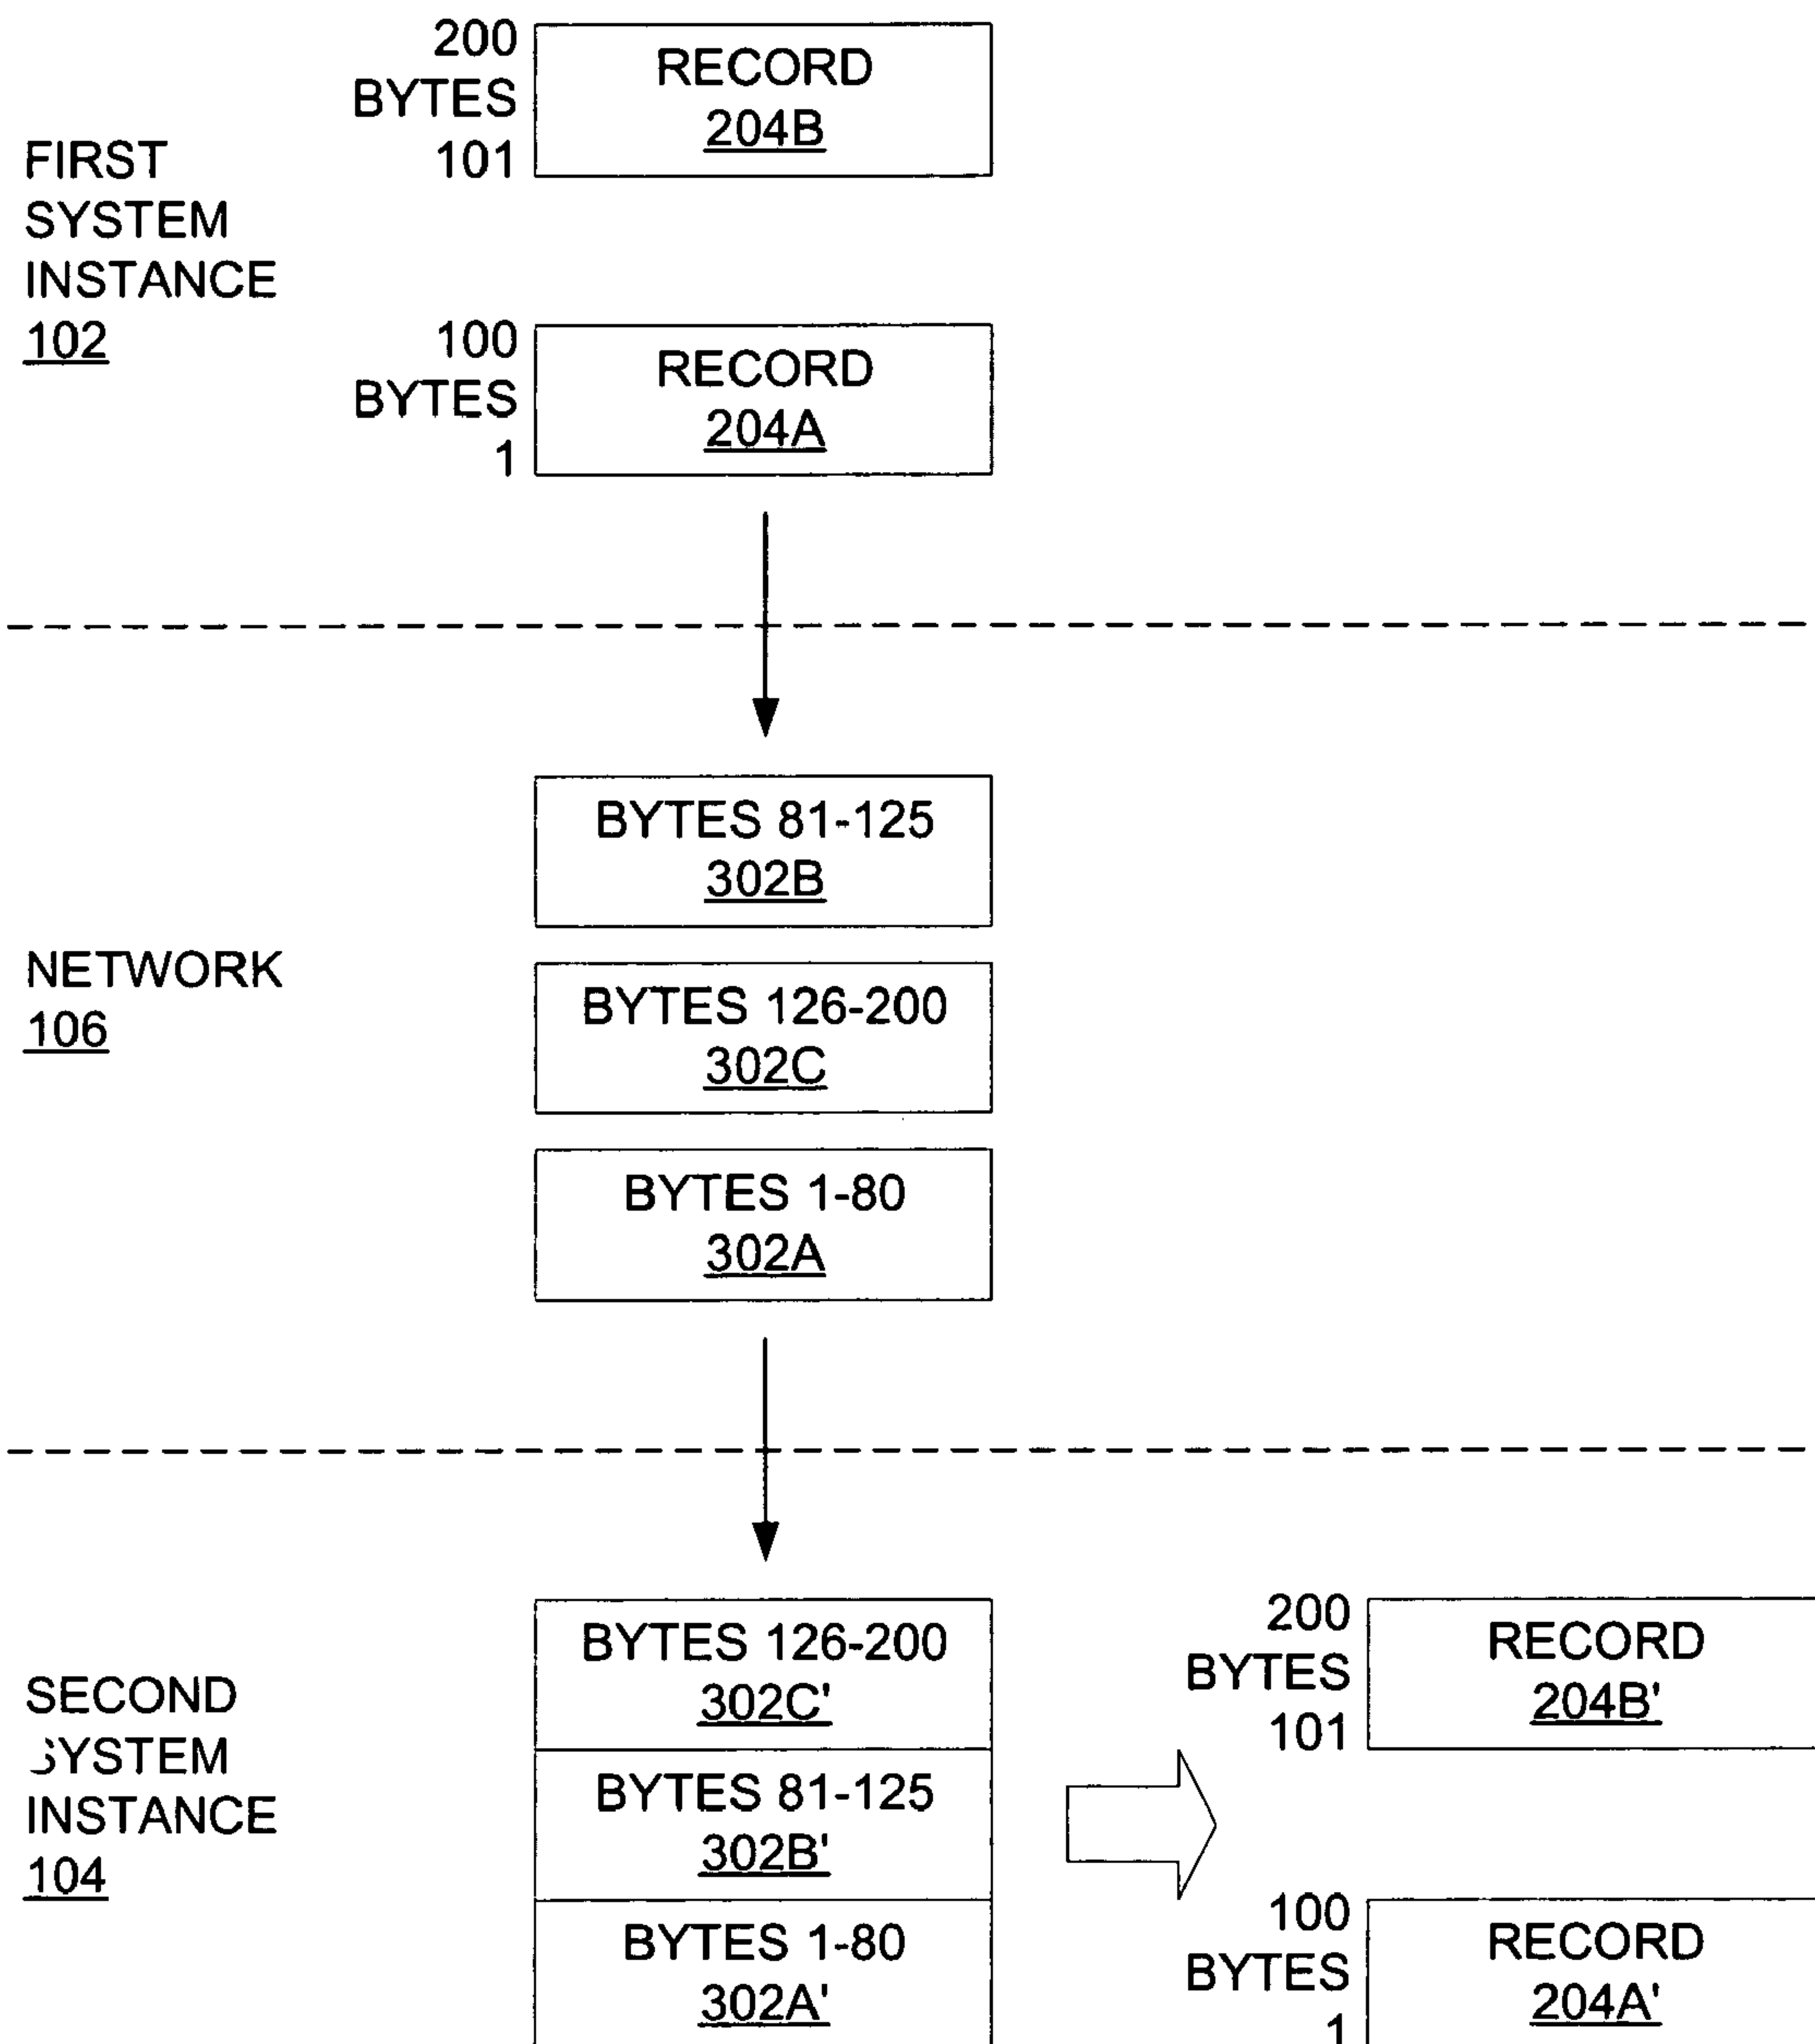 200
BYTES
101
RECORD
204B
FIRST
SYSTEM
INSTANCE
102
100
BYTES
1
RECORD
204A
BYTES 81-125
302B
NETWORK
106
BYTES 126-200
302C
BYTES 1-80
302A
SECOND
SYSTEM
INSTANCE
104
BYTES 126-200
302C'
BYTES 81-125
302B'
BYTES 1-80
302A'
200
BYTES
101
RECORD
204B'
100
BYTES
1
RECORD
204A'